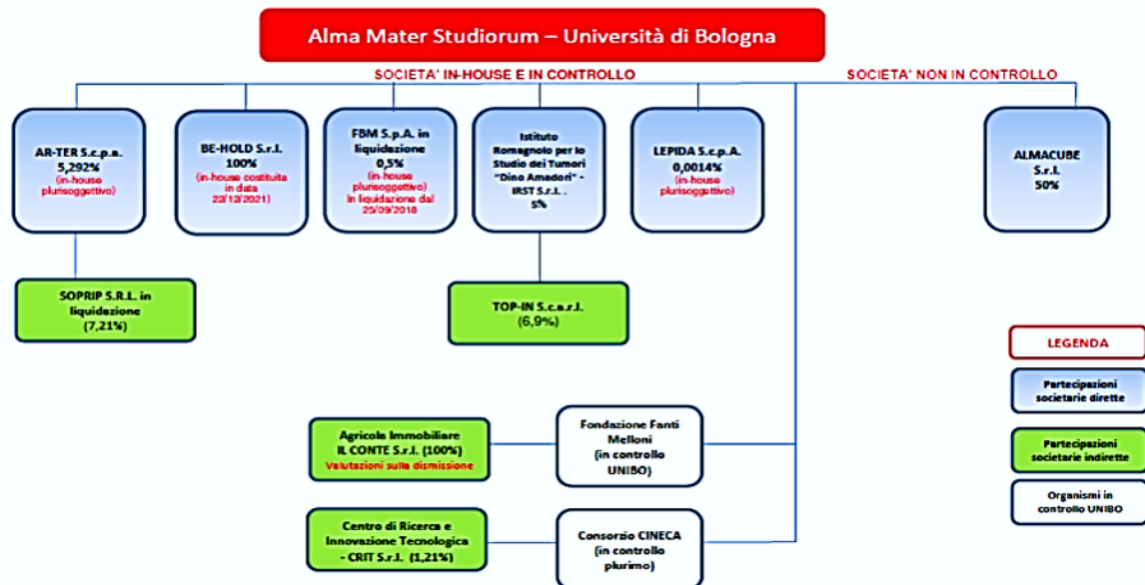 Alma Mater Studiorum – Università di Bologna
SOCIETA' IN-HOUSE E IN CONTROLLO
SOCIETA' NON IN CONTROLLO
AR-TER S.c.p.a.
5,292%
(in-house
plurisoggettivo)
BE-HOLD S.r.l.
100%
(in-house costituita
in data
22/12/2021)
FBM S.p.A. in
liquidazione
0,5%
(in-house
plurisoggettivo)
In liquidazione dal
25/09/2018
Istituto
Romagnolo per lo
Studio dei Tumori
"Dino Amadori" -
IRST S.r.l. .
5%
LEPIDA S.c.p.A.
0,0014%
(in-house
plurisoggettivo)
ALMACUBE
S.r.l.
50%
SOPRIP S.R.L. in
liquidazione
(7,21%)
TOP-IN S.c.a.r.l.
(6,9%)
LEGENDA
Partecipazioni
societarie dirette
Partecipazioni
societarie indirette
Organismi in
controllo UNIBO
Agricola Immobiliare
IL CONTE S.r.l. (100%)
Valutazioni sulla dismissione
Fondazione Fanti
Melloni
(in controllo
UNIBO)
Centro di Ricerca e
Innovazione Tecnologica
- CRIT S.r.l. (1,21%)
Consorzio CINECA
(in controllo
plurimo)